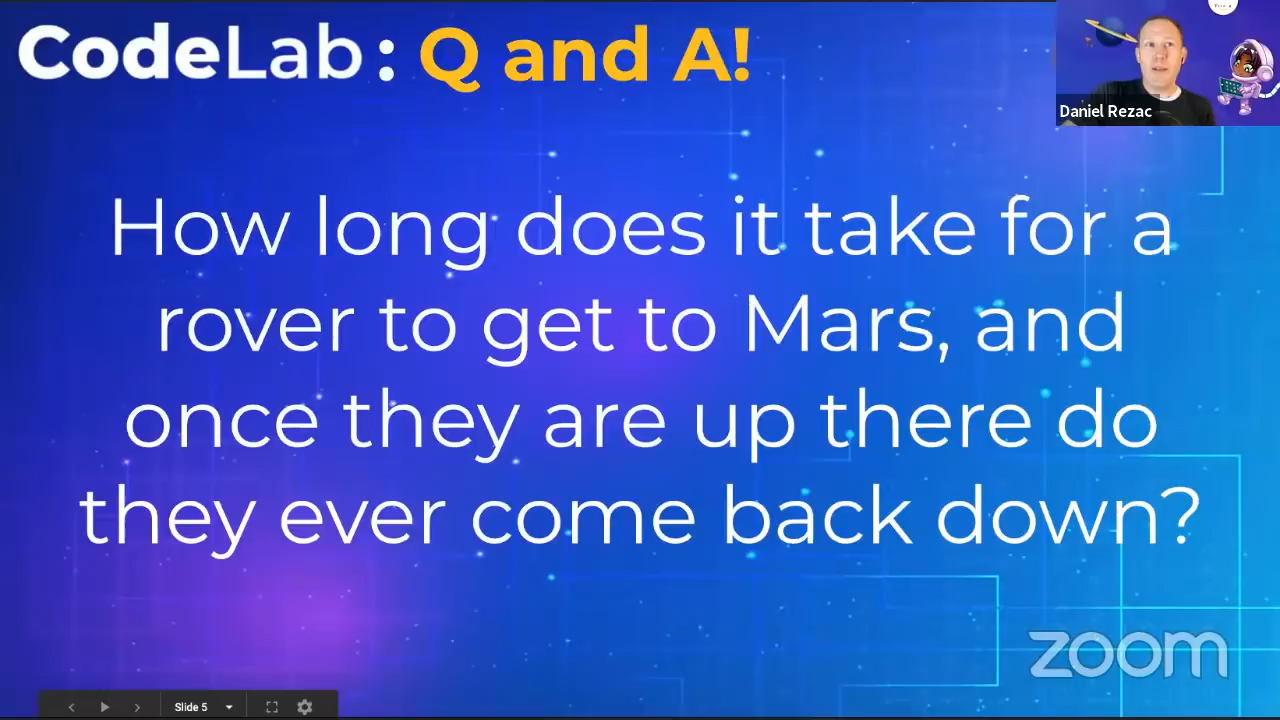 CodeLab: Q and A!
Daniel Rezac
How long does it take for a
rover to get to Mars, and
once they are up there do
they ever come back down?
zoom
Slide 5